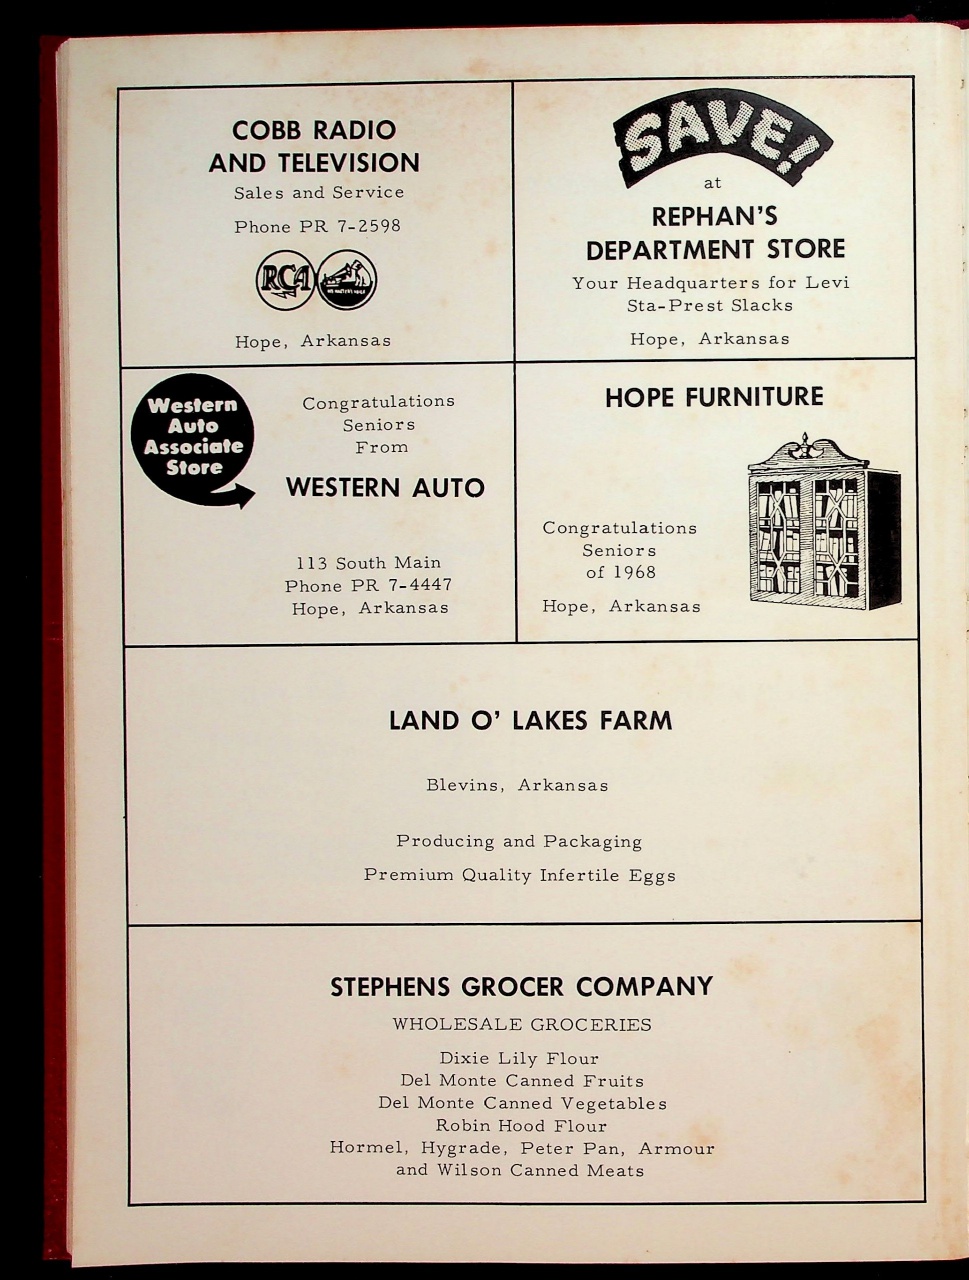 COBB RADIO
AND TELEVISION
Sales and Service
Phone PR 7-2598
RCA
"HIS MASTER'S VOICE"
Hope, Arkansas
SAVE!
at
REPHAN'S
DEPARTMENT STORE
Your Headquarters for Levi
Sta-Prest Slacks
Hope, Arkansas
Western
Auto
Associate
Store
Congratulations
Seniors
From
WESTERN AUTO
113 South Main
Phone PR 7-4447
Hope, Arkansas
HOPE FURNITURE
Congratulations
Seniors
of 1968
Hope, Arkansas
LAND O' LAKES FARM
Blevins, Arkansas
Producing and Packaging
Premium Quality Infertile Eggs
STEPHENS GROCER COMPANY
WHOLESALE GROCERIES
Dixie Lily Flour
Del Monte Canned Fruits
Del Monte Canned Vegetables
Robin Hood Flour
Hormel, Hygrade, Peter Pan, Armour
and Wilson Canned Meats